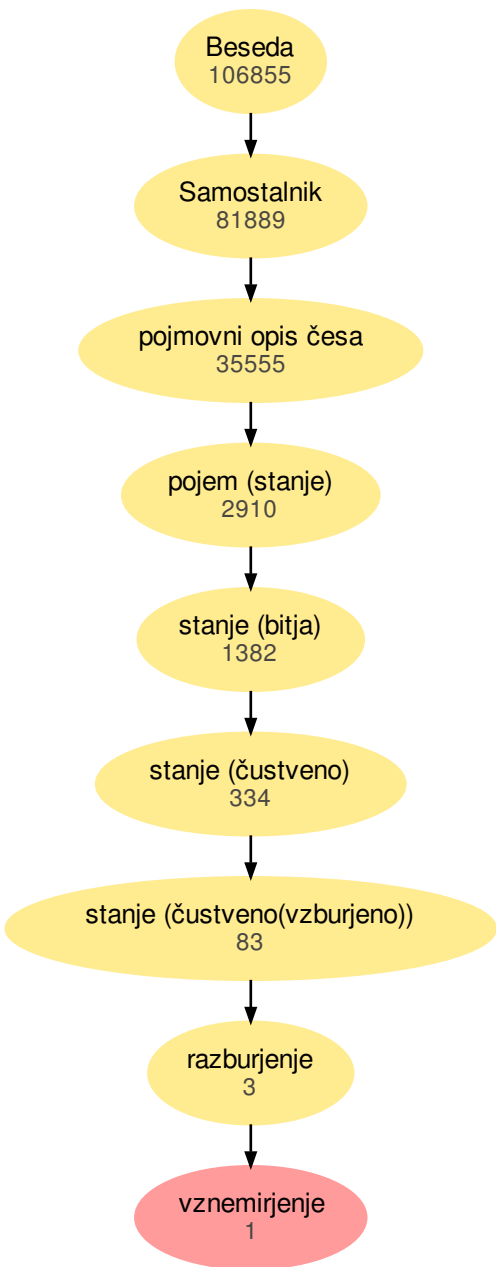 Beseda
106855
Samostalnik
81889
pojmovni opis česa
35555
pojem (stanje)
2910
stanje (bitja)
1382
stanje (čustveno)
334
stanje (čustveno(vzburjeno))
83
razburjenje
3
vznemirjenje
1